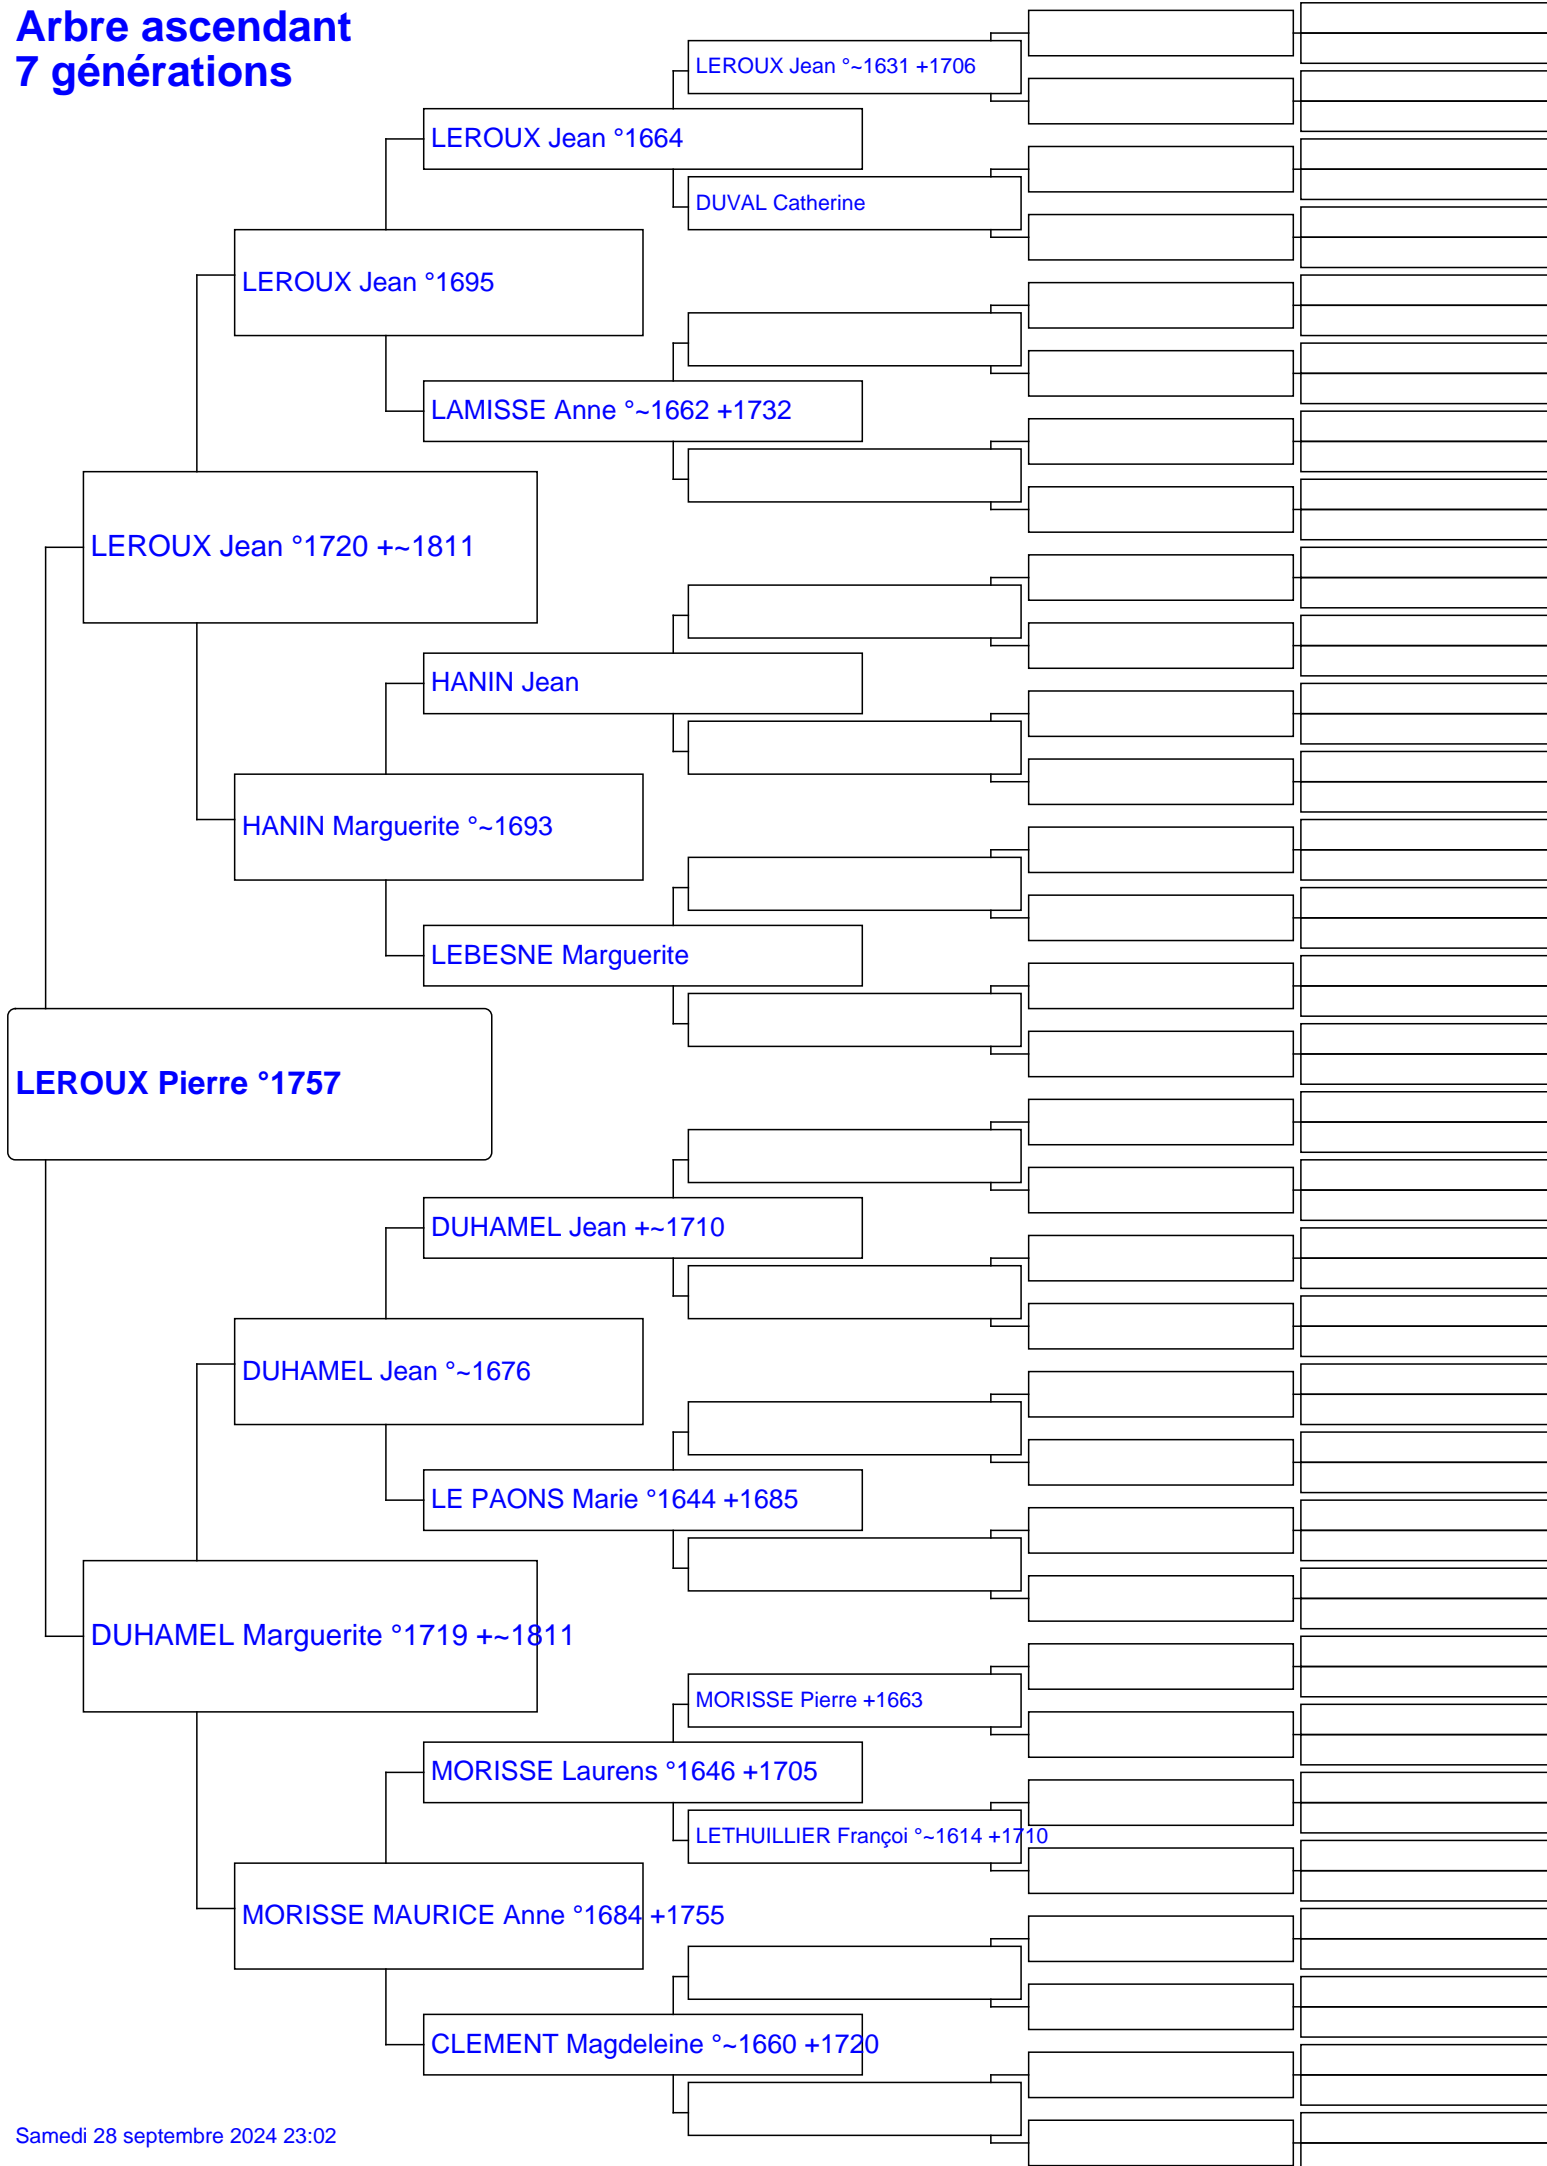 Arbre ascendant
7 générations
LEROUX Jean °~1631 +1706
LEROUX Jean °1664
DUVAL Catherine
LEROUX Jean °1695
LAMISSE Anne °~1662 +1732
LEROUX Jean °1720 +~1811
HANIN Jean
HANIN Marguerite °~1693
LEBESNE Marguerite
LEROUX Pierre °1757
DUHAMEL Jean +~1710
DUHAMEL Jean °~1676
LE PAONS Marie °1644 +1685
DUHAMEL Marguerite °1719 +~1811
MORISSE Pierre +1663
MORISSE Laurens °1646 +1705
LETHUILLIER Françoi °~1614 +1710
MORISSE MAURICE Anne °1684 +1755
CLEMENT Magdeleine °~1660 +1720
Samedi 28 septembre 2024 23:02